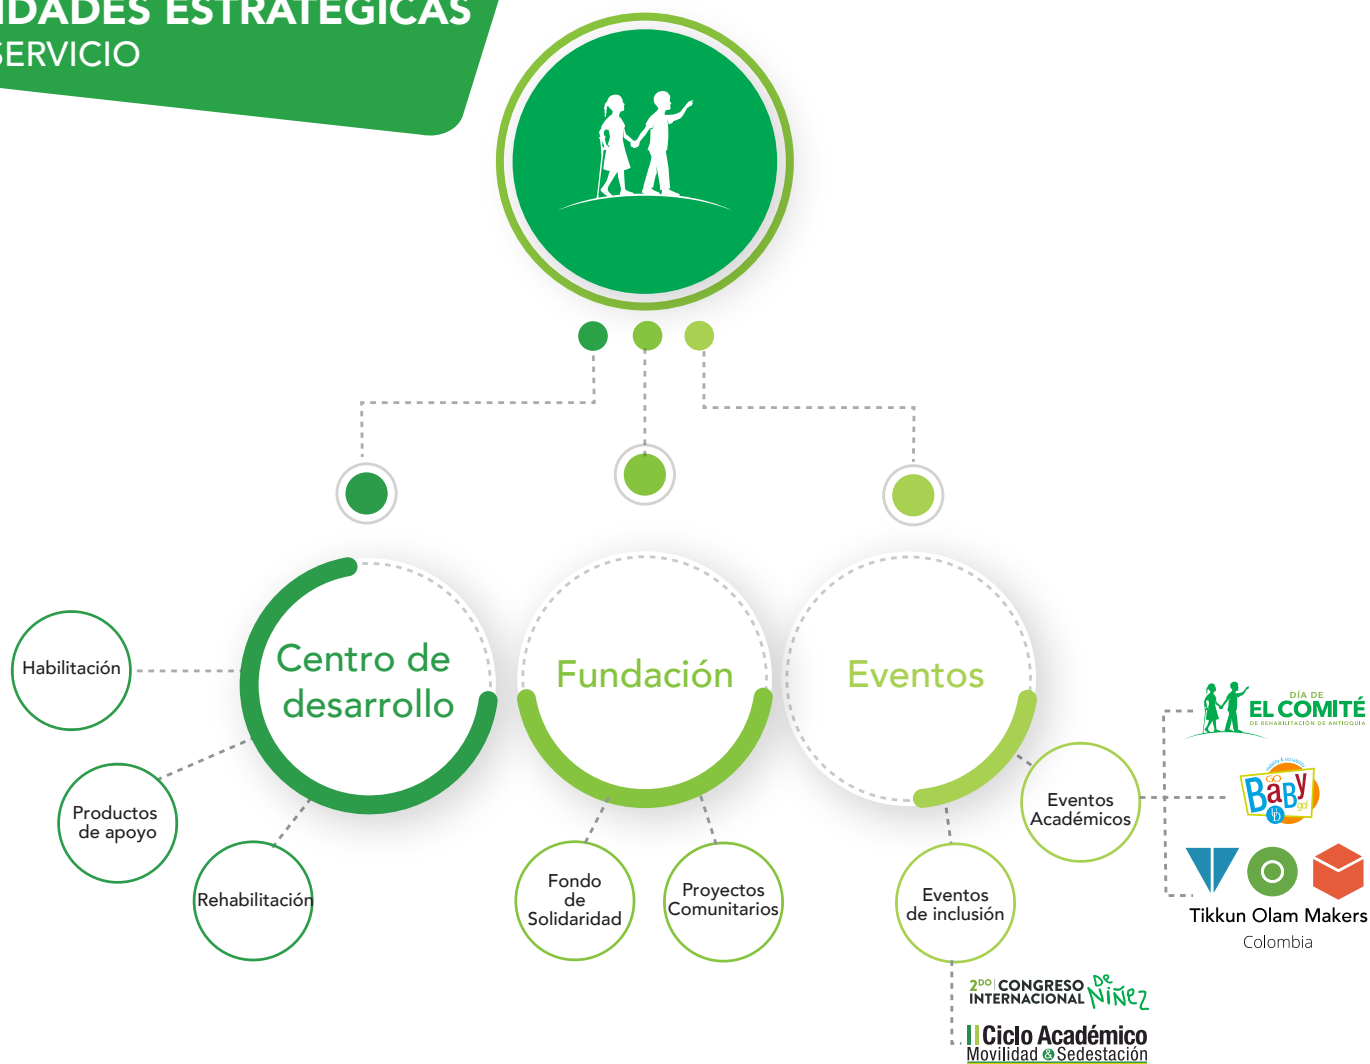 IDADES ESTRATÉGICAS
SERVICIO
Centro de
desarrollo
Fundación
Eventos
Habilitación
Productos
de apoyo
Rehabilitación
Fondo
de
Solidaridad
Proyectos
Comunitarios
Eventos
de inclusión
Eventos
Académicos
DÍA DE
EL COMITÉ
DE REHABILITACIÓN DE ANTIOQUIA
GO
BaBy
go!
Tikkun Olam Makers
Colombia
2DO CONGRESO DE
INTERNACIONAL NIÑEZ
II Ciclo Académico
Movilidad & Sedestación